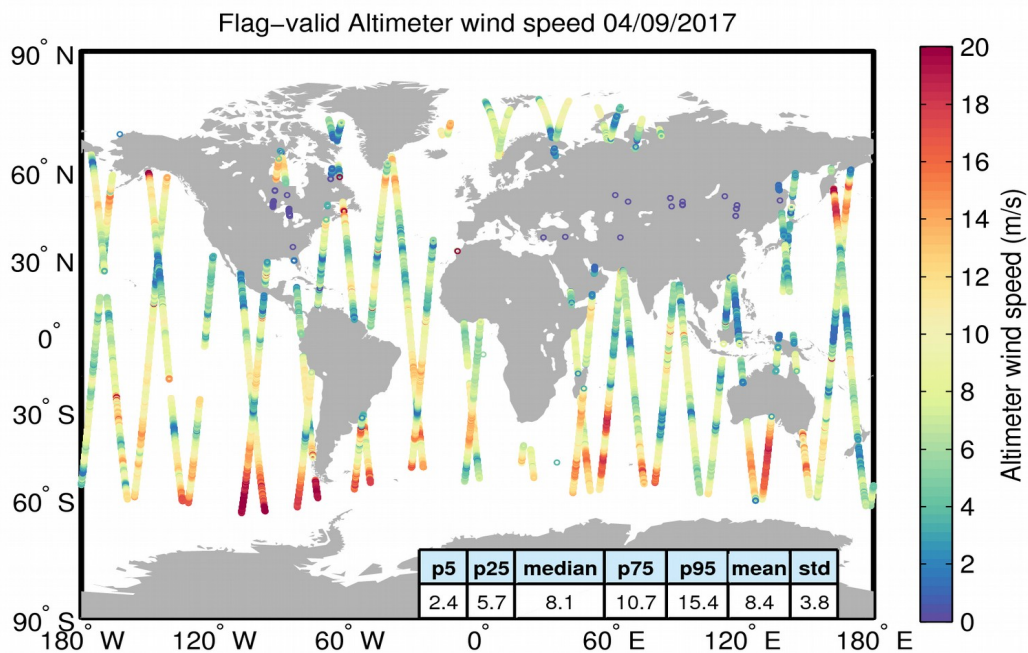 Flag−valid Altimeter wind speed 04/09/2017
90° N
60° N
30° N
0°
30° S
60° S
90° S
180° W
120° W
60° W
0°
60° E
120° E
180° E
p5 p25 median p75 p95 mean std
2.4 5.7 8.1 10.7 15.4 8.4 3.8
20
18
16
14
12
10
8
6
4
2
0
Altimeter wind speed (m/s)